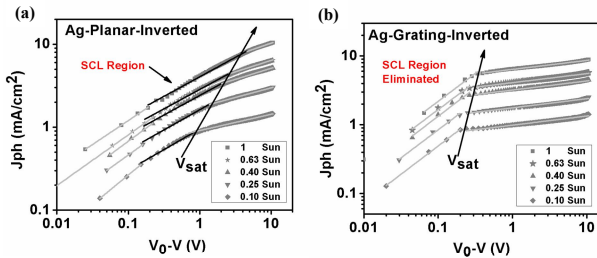 (a)
Ag-Planar-Inverted
SCL Region
Vsat
1 Sun
0.63 Sun
0.40 Sun
0.25 Sun
0.10 Sun
Jph (mA/cm²)
10
1
0.1
0.01 0.1 1 10
V₀-V (V)
(b)
Ag-Grating-Inverted
SCL Region
Eliminated
Vsat
1 Sun
0.63 Sun
0.40 Sun
0.25 Sun
0.10 Sun
Jph (mA/cm²)
10
1
0.1
0.01 0.1 1 10
V₀-V (V)